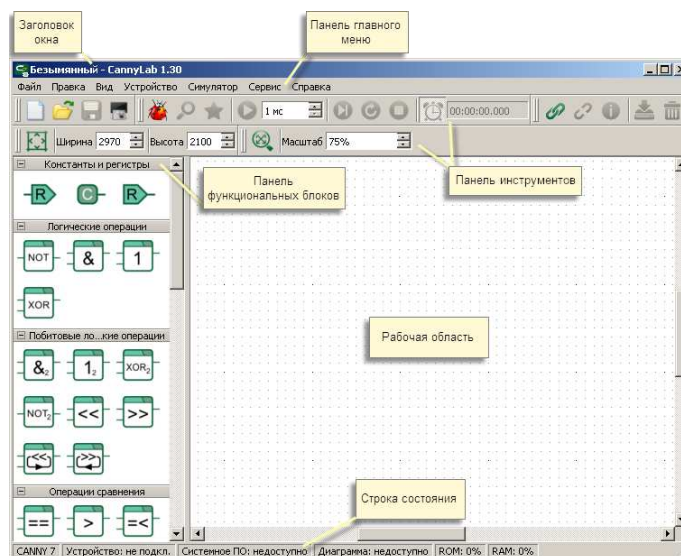 Заголовок
окна
Панель главного
меню
Безымянный - CannyLab 1.30
Файл Правка Вид Устройство Симулятор Сервис Справка
1 мс
00:00:00.000
Ширина 2970 Высота 2100 Масштаб 75%
Константы и регистры
R C R
Панель
функциональных блоков
Панель инструментов
Логические операции
NOT & 1
XOR
Рабочая область
Побитовые ло...кие операции
&2 12 XOR2
NOT2 << >>
(<<) (>>)
Операции сравнения
== > =<
Строка состояния
CANNY 7 Устройство: не подкл. Системное ПО: недоступно Диаграмма: недоступно ROM: 0% RAM: 0%